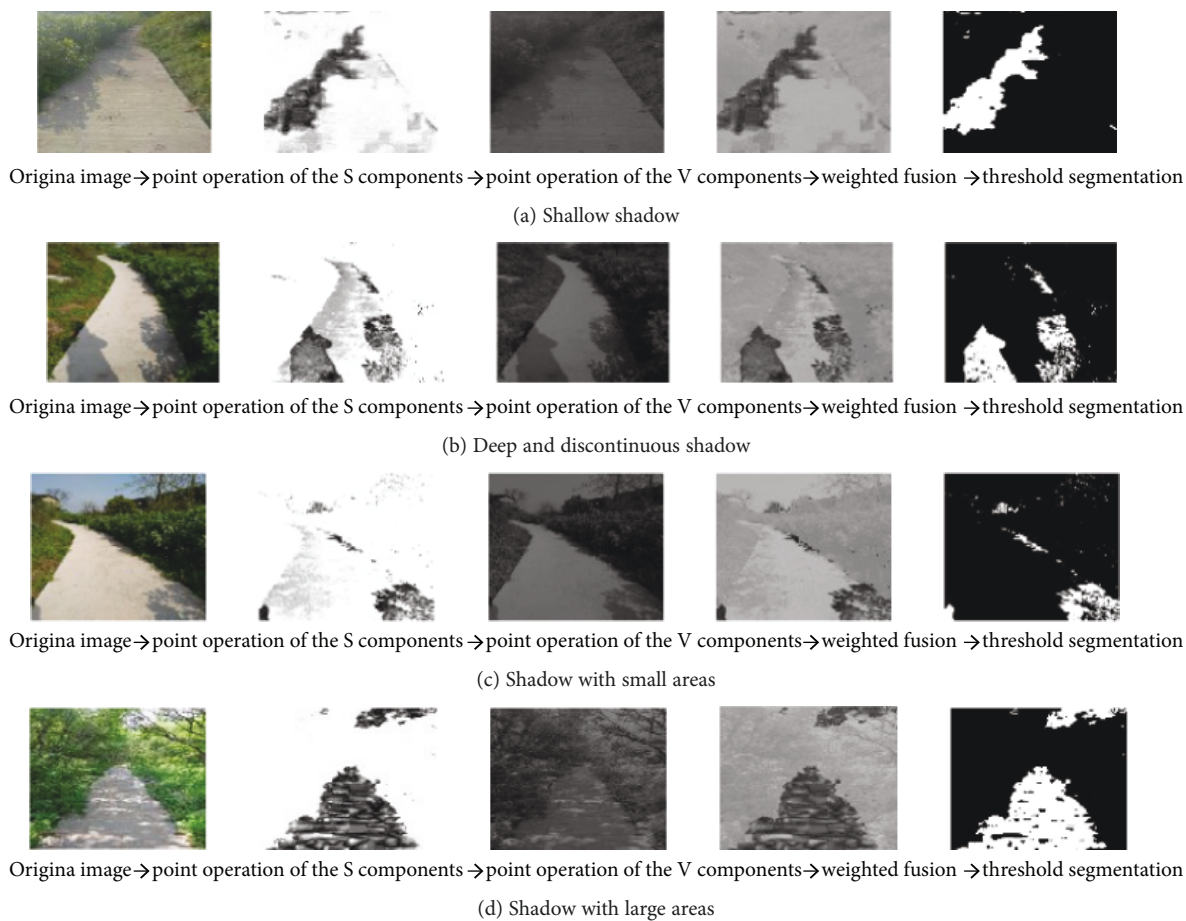 Origina image→point operation of the S components→point operation of the V components→weighted fusion→threshold segmentation
(a) Shallow shadow
Origina image→point operation of the S components→point operation of the V components→weighted fusion→threshold segmentation
(b) Deep and discontinuous shadow
Origina image→point operation of the S components→point operation of the V components→weighted fusion→threshold segmentation
(c) Shadow with small areas
Origina image→point operation of the S components→point operation of the V components→weighted fusion→threshold segmentation
(d) Shadow with large areas